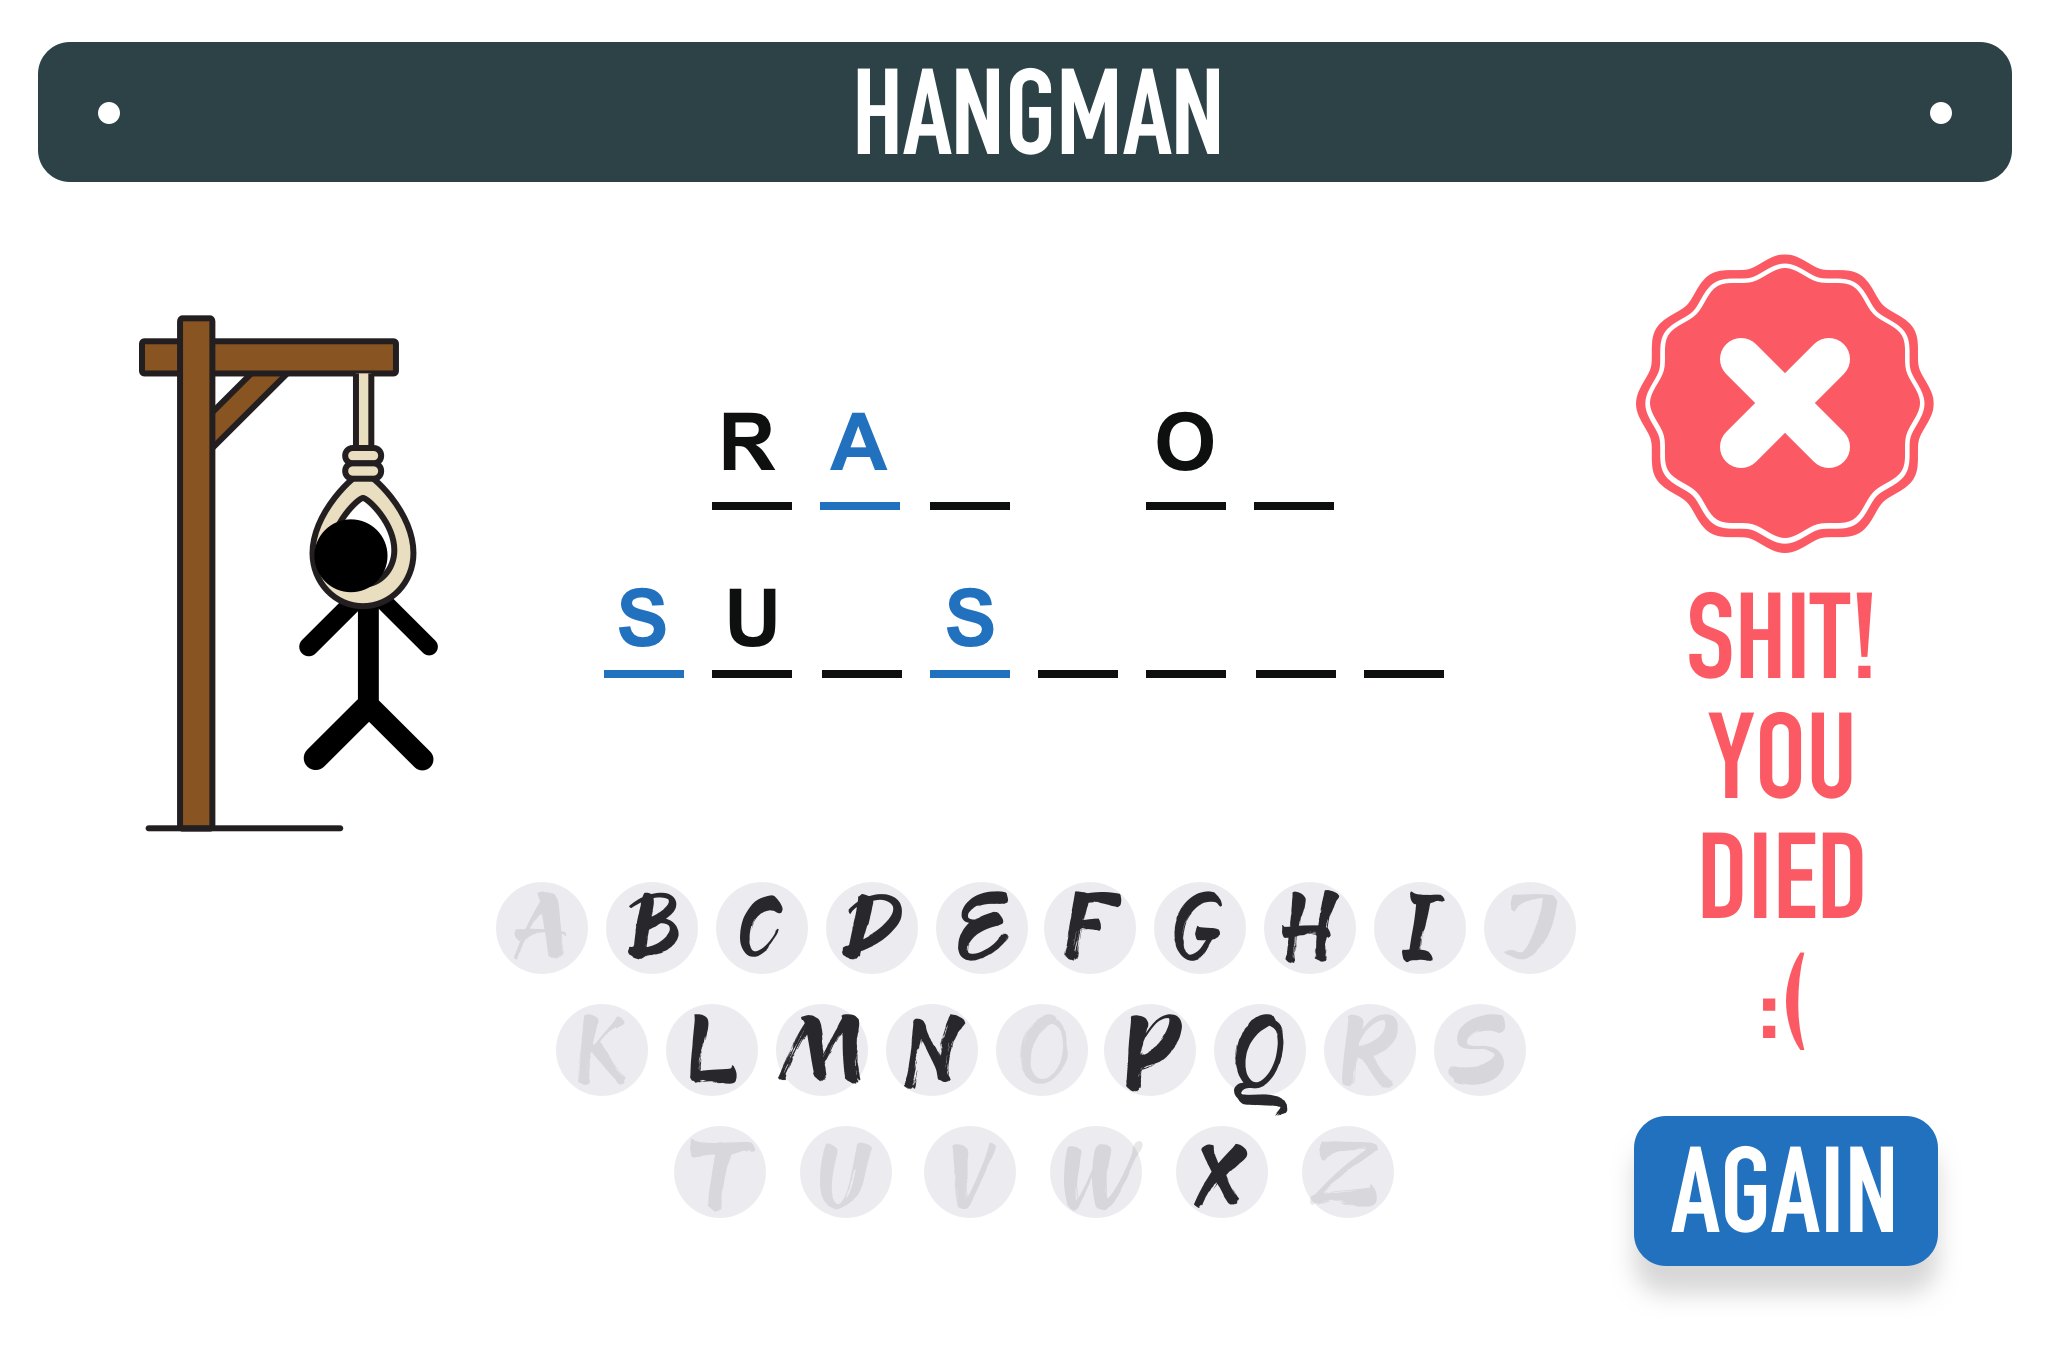 HANGMAN
R A _ O _
S U _ S _ _ _ _
SHIT!
YOU
DIED
:(
A B C D E F G H I J
K L M N O P Q R S
T U V W X Z
AGAIN